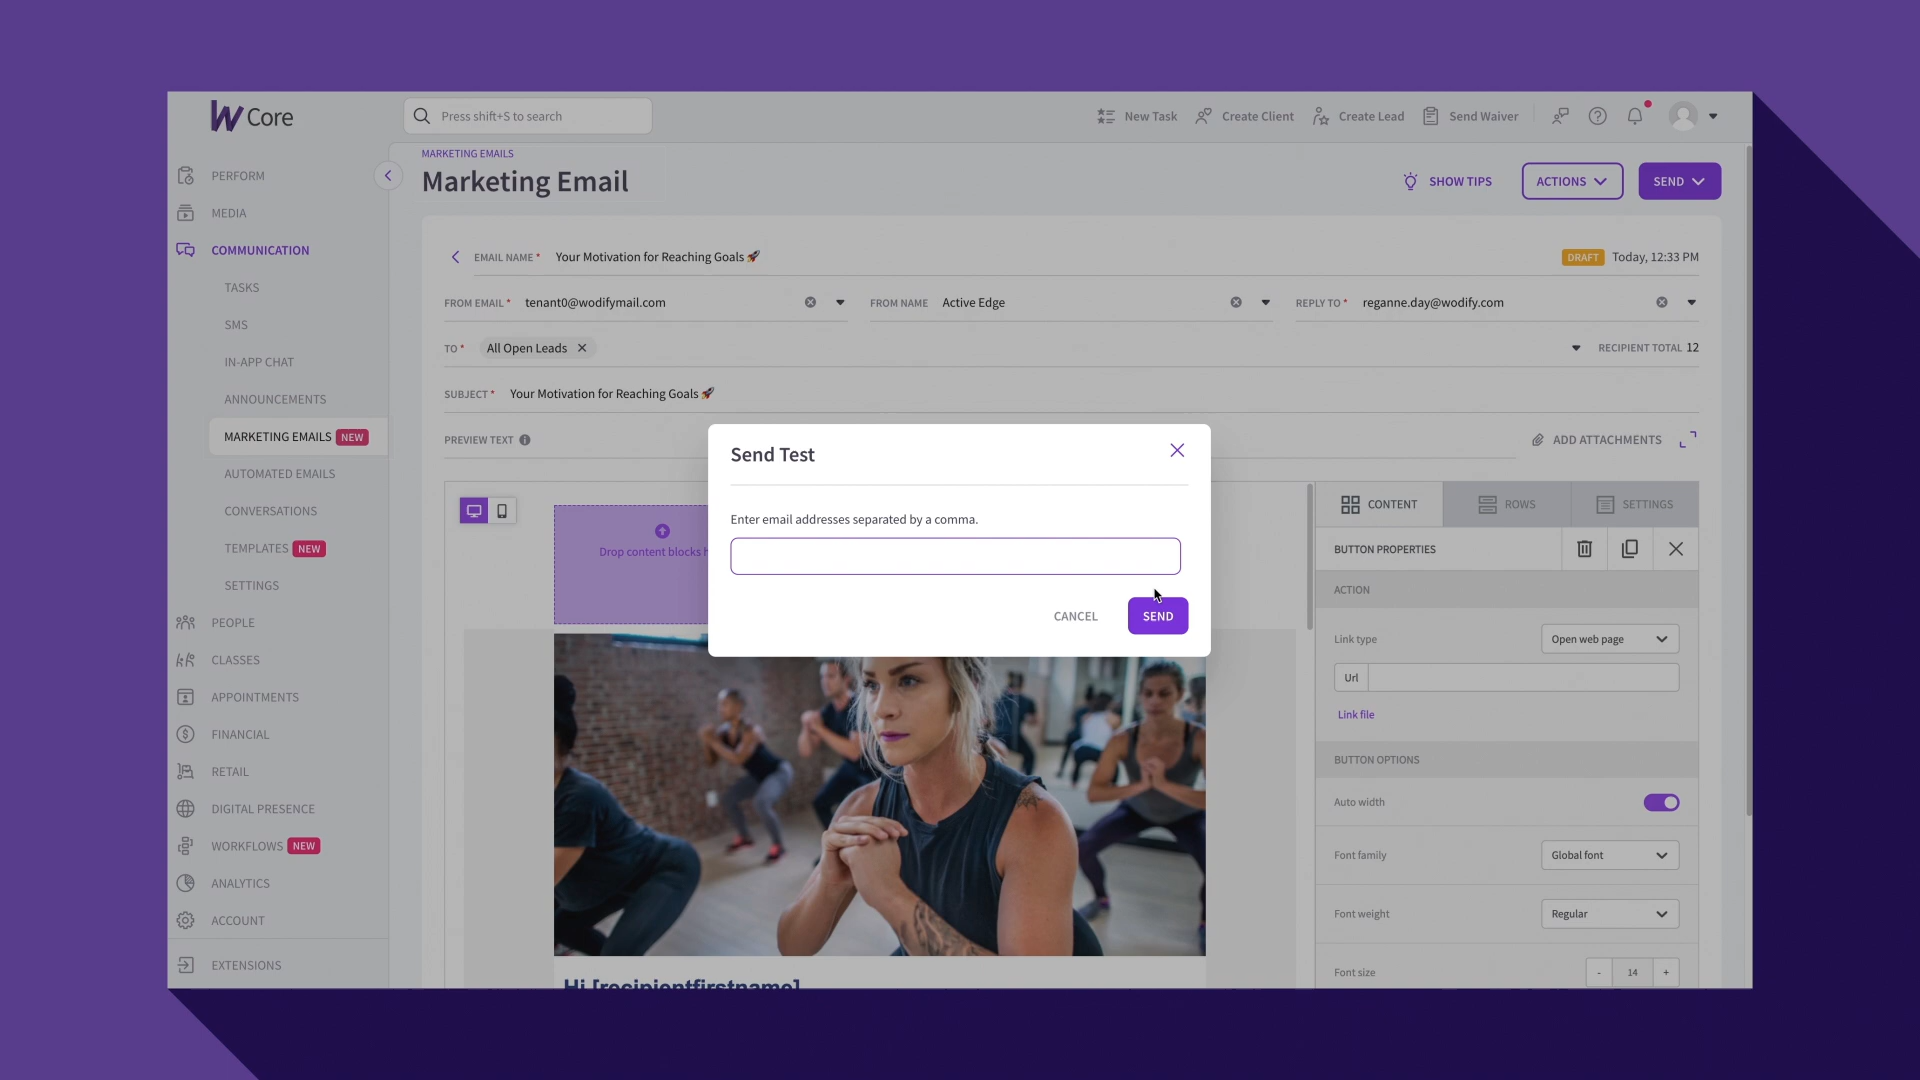 W Core
Press shift+S to search
New Task
Create Client
Create Lead
Send Waiver
PERFORM
MEDIA
COMMUNICATION
TASKS
SMS
IN-APP CHAT
ANNOUNCEMENTS
MARKETING EMAILS NEW
AUTOMATED EMAILS
CONVERSATIONS
TEMPLATES NEW
SETTINGS
PEOPLE
CLASSES
APPOINTMENTS
FINANCIAL
RETAIL
DIGITAL PRESENCE
WORKFLOWS NEW
ANALYTICS
ACCOUNT
EXTENSIONS
MARKETING EMAILS
Marketing Email
SHOW TIPS
ACTIONS
SEND
EMAIL NAME * Your Motivation for Reaching Goals 🚀
DRAFT Today, 12:33 PM
FROM EMAIL * tenant0@wodifymail.com
FROM NAME Active Edge
REPLY TO * reganne.day@wodify.com
TO * All Open Leads
RECIPIENT TOTAL 12
SUBJECT * Your Motivation for Reaching Goals 🚀
PREVIEW TEXT
ADD ATTACHMENTS
Drop content blocks h
Send Test
Enter email addresses separated by a comma.
CANCEL
SEND
Hi [recipientfirstname]
CONTENT
ROWS
SETTINGS
BUTTON PROPERTIES
ACTION
Link type Open web page
Url
Link file
BUTTON OPTIONS
Auto width
Font family Global font
Font weight Regular
Font size - 14 +